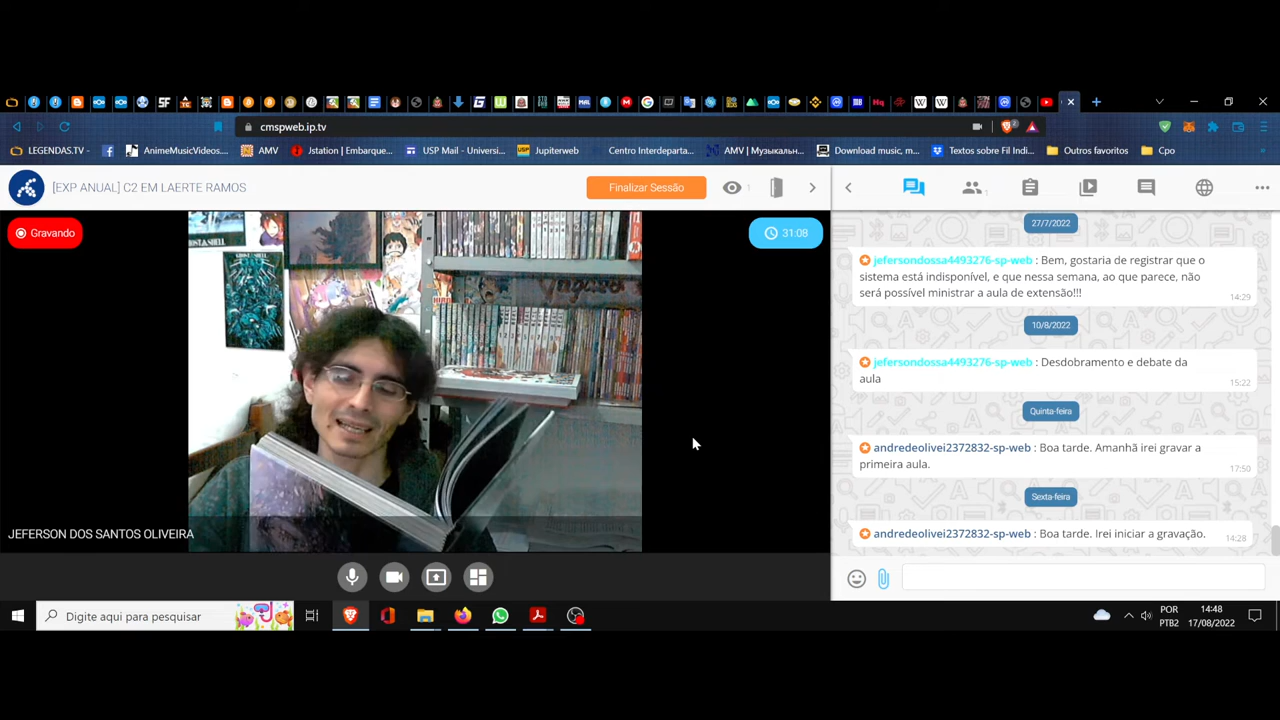 cmspweb.ip.tv
LEGENDAS.TV
AnimeMusicVideos...
AMV
Jstation | Embarque...
USP Mail - Universi...
Jupiterweb
Centro Interdeparta...
AMV | Музыкальн...
Download music, m...
Textos sobre Fil Indi...
Outros favoritos
Cpo
[EXP ANUAL] C2 EM LAERTE RAMOS
Finalizar Sessão
1
1
Gravando
31:08
JEFERSON DOS SANTOS OLIVEIRA
27/7/2022
jefersondossa4493276-sp-web : Bem, gostaria de registrar que o
sistema está indisponível, e que nessa semana, ao que parece, não
será possível ministrar a aula de extensão!!!
14:29
10/8/2022
jefersondossa4493276-sp-web : Desdobramento e debate da
aula
15:22
Quinta-feira
andredeolivei2372832-sp-web : Boa tarde. Amanhã irei gravar a
primeira aula.
17:50
Sexta-feira
andredeolivei2372832-sp-web : Boa tarde. Irei iniciar a gravação.
14:28
Digite aqui para pesquisar
POR
PTB2
14:48
17/08/2022